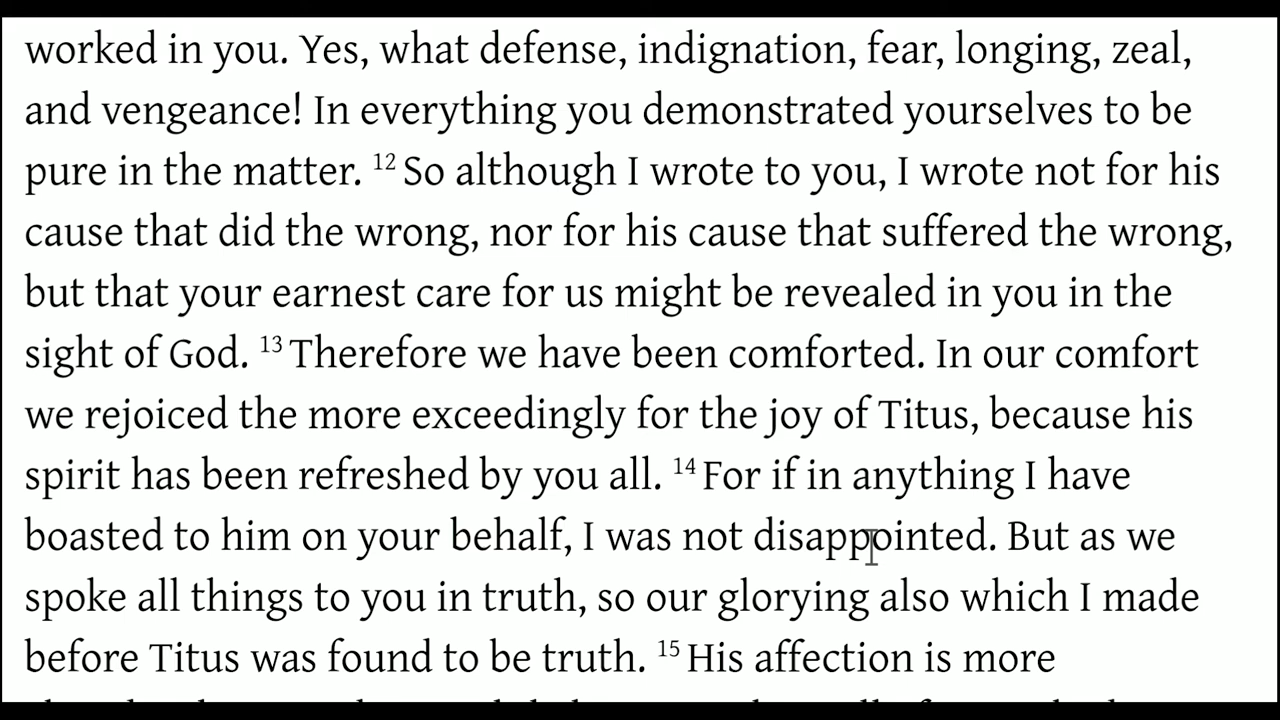 worked in you. Yes, what defense, indignation, fear, longing, zeal,
and vengeance! In everything you demonstrated yourselves to be
pure in the matter. 12 So although I wrote to you, I wrote not for his
cause that did the wrong, nor for his cause that suffered the wrong,
but that your earnest care for us might be revealed in you in the
sight of God. 13 Therefore we have been comforted. In our comfort
we rejoiced the more exceedingly for the joy of Titus, because his
spirit has been refreshed by you all. 14 For if in anything I have
boasted to him on your behalf, I was not disappointed. But as we
spoke all things to you in truth, so our glorying also which I made
before Titus was found to be truth. 15 His affection is more